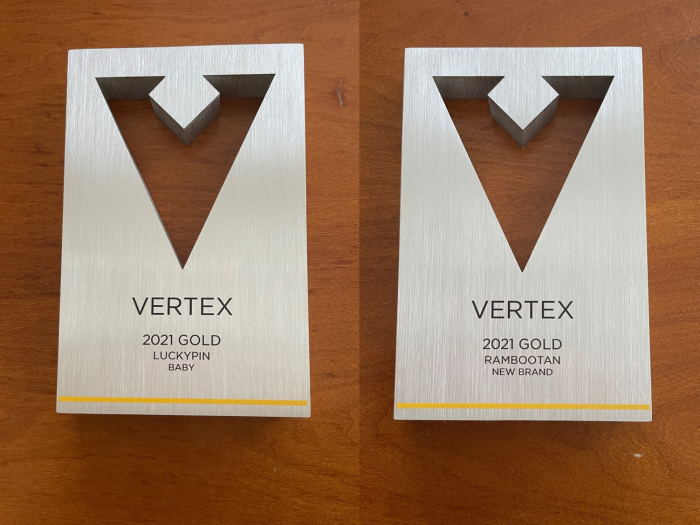 VERTEX
2021 GOLD
LUCKYPIN
BABY
VERTEX
2021 GOLD
RAMBOOTAN
NEW BRAND